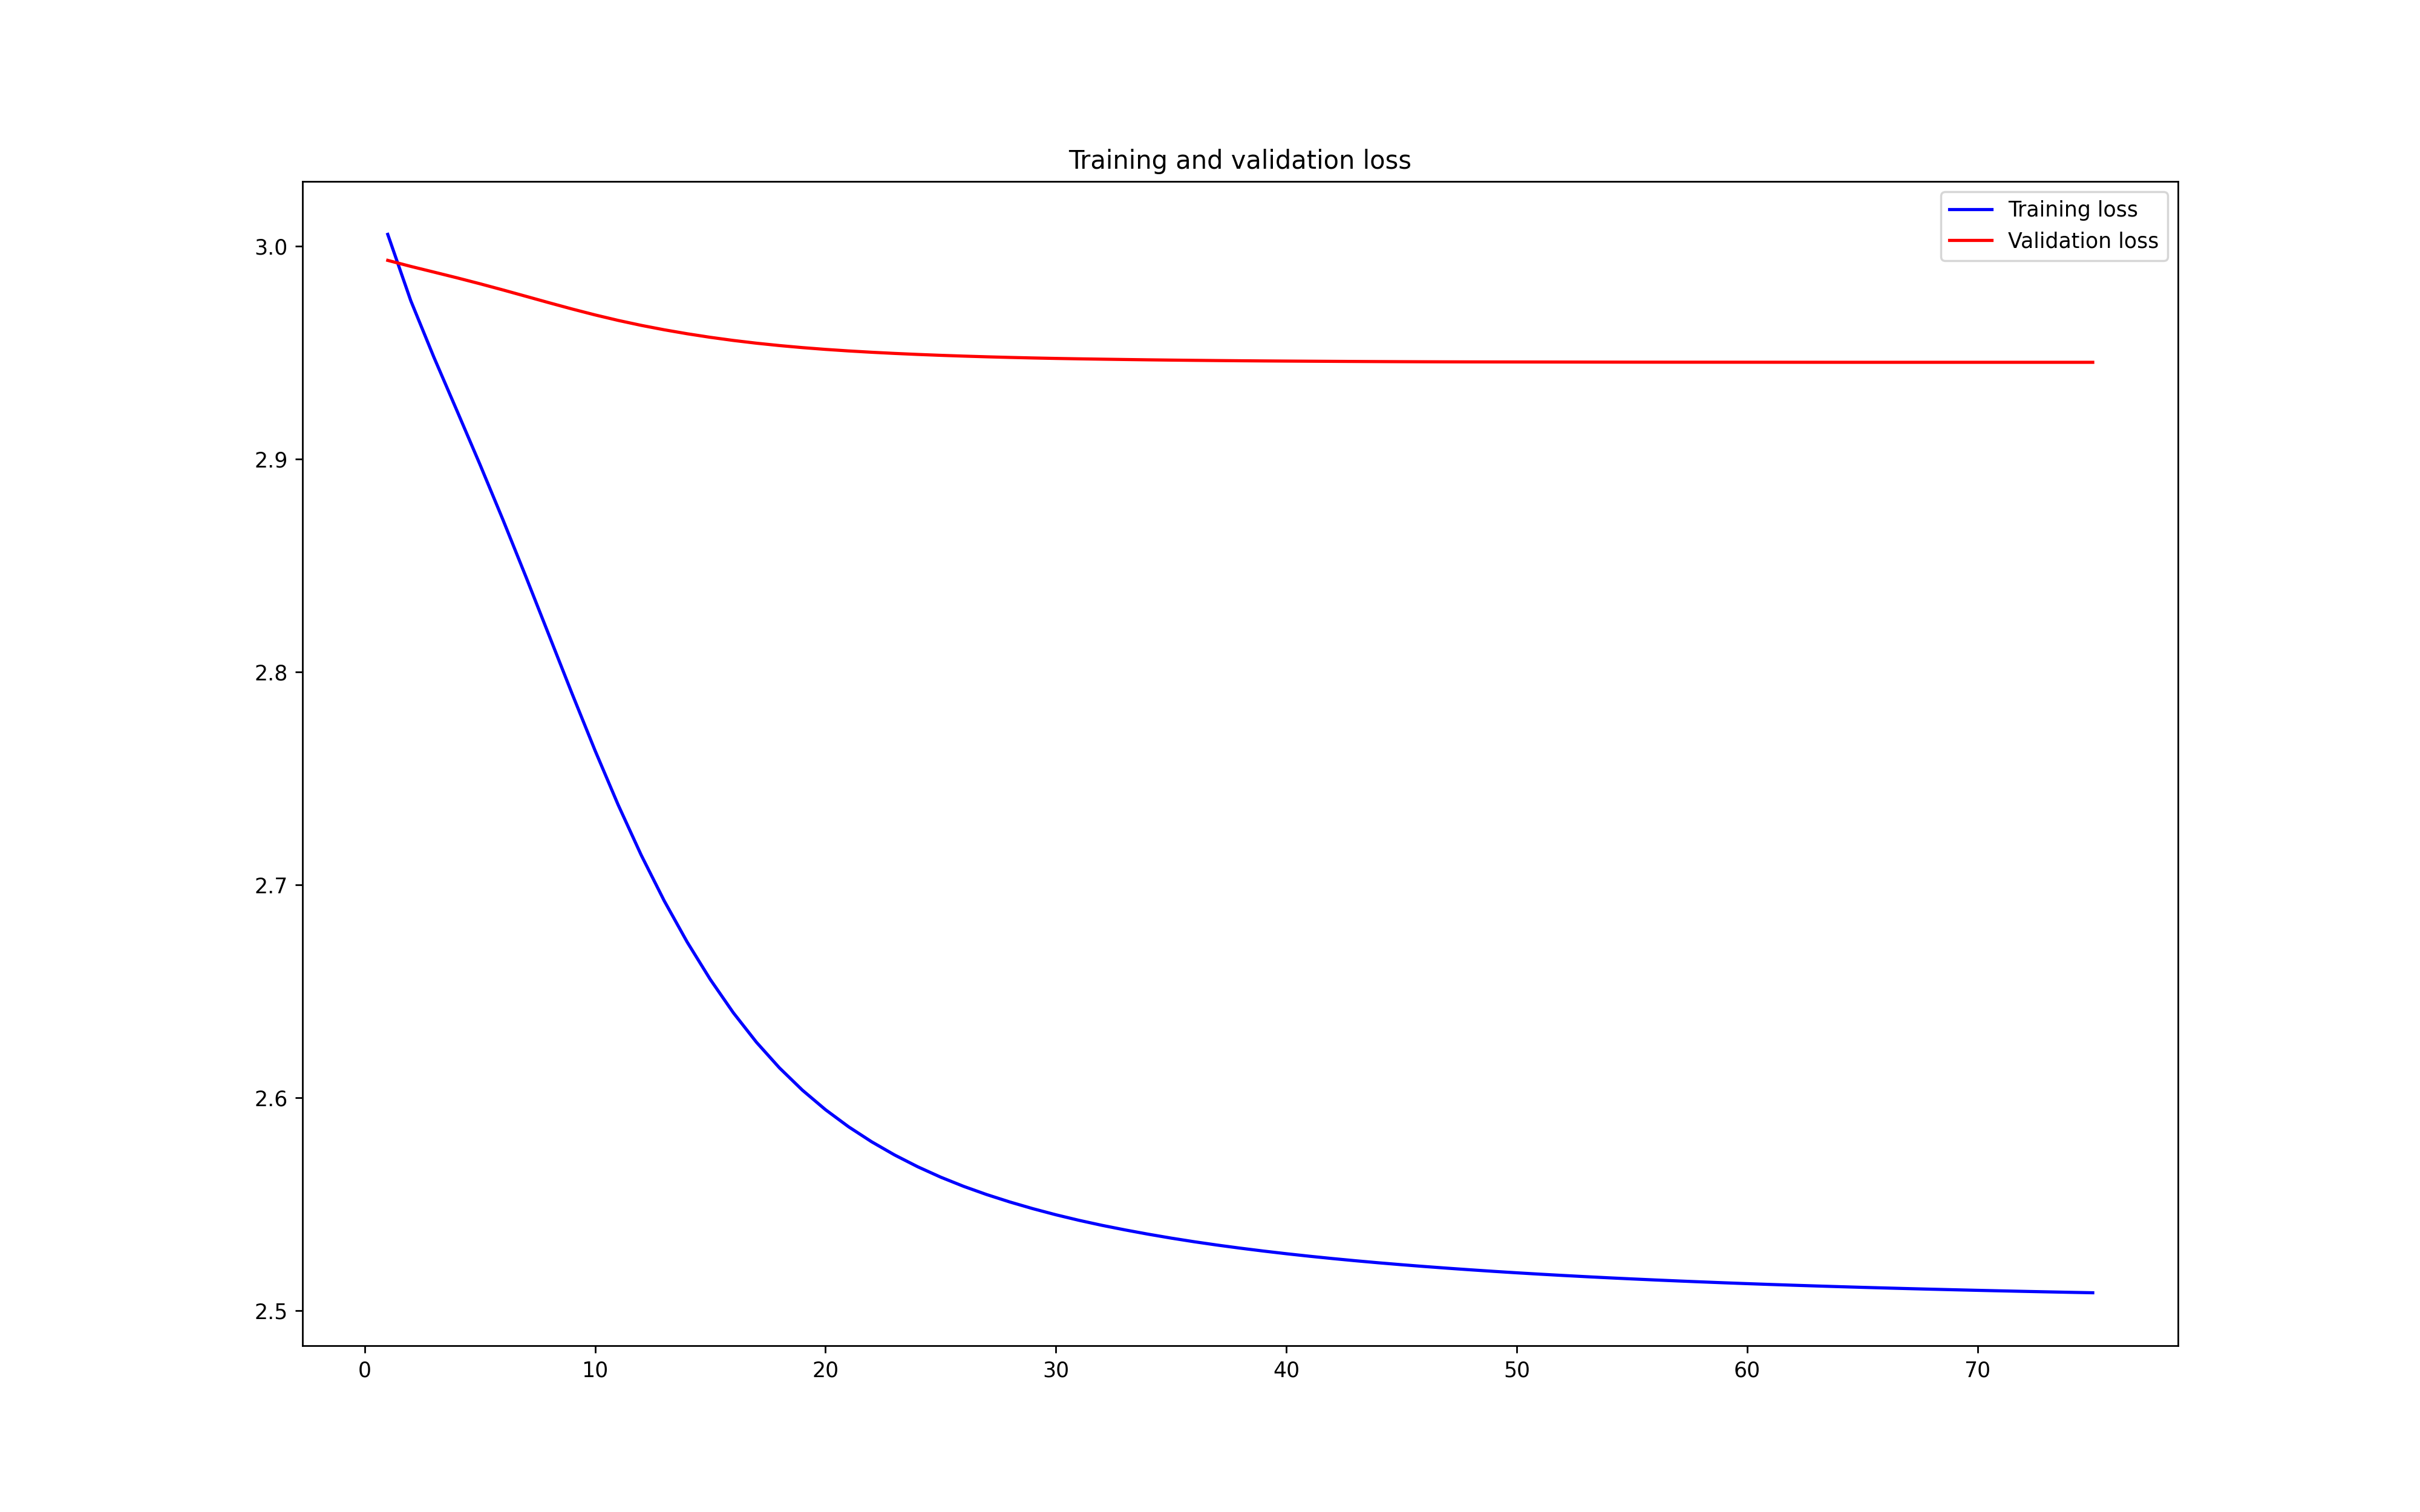 Training and validation loss
Training loss
Validation loss
3.0
2.9
2.8
2.7
2.6
2.5
0 10 20 30 40 50 60 70